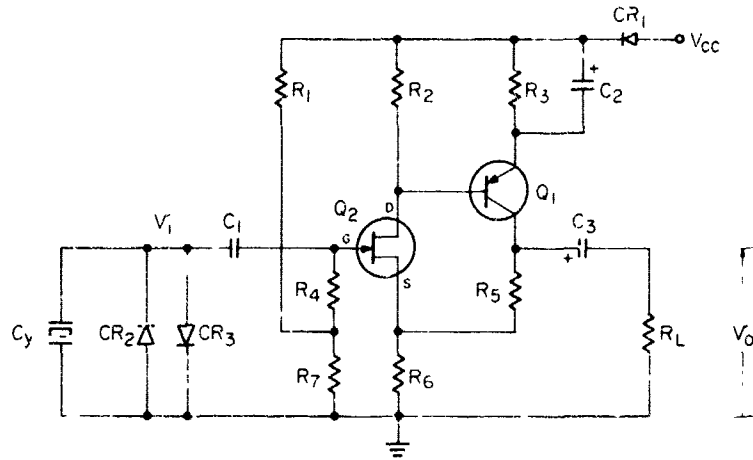 CR1
VCC
R1
R2
R3
C2
+
Q1
Q2
D
G
S
Vi
C1
C3
+
R4
R5
Cy
CR2
CR3
R7
R6
RL
Vo